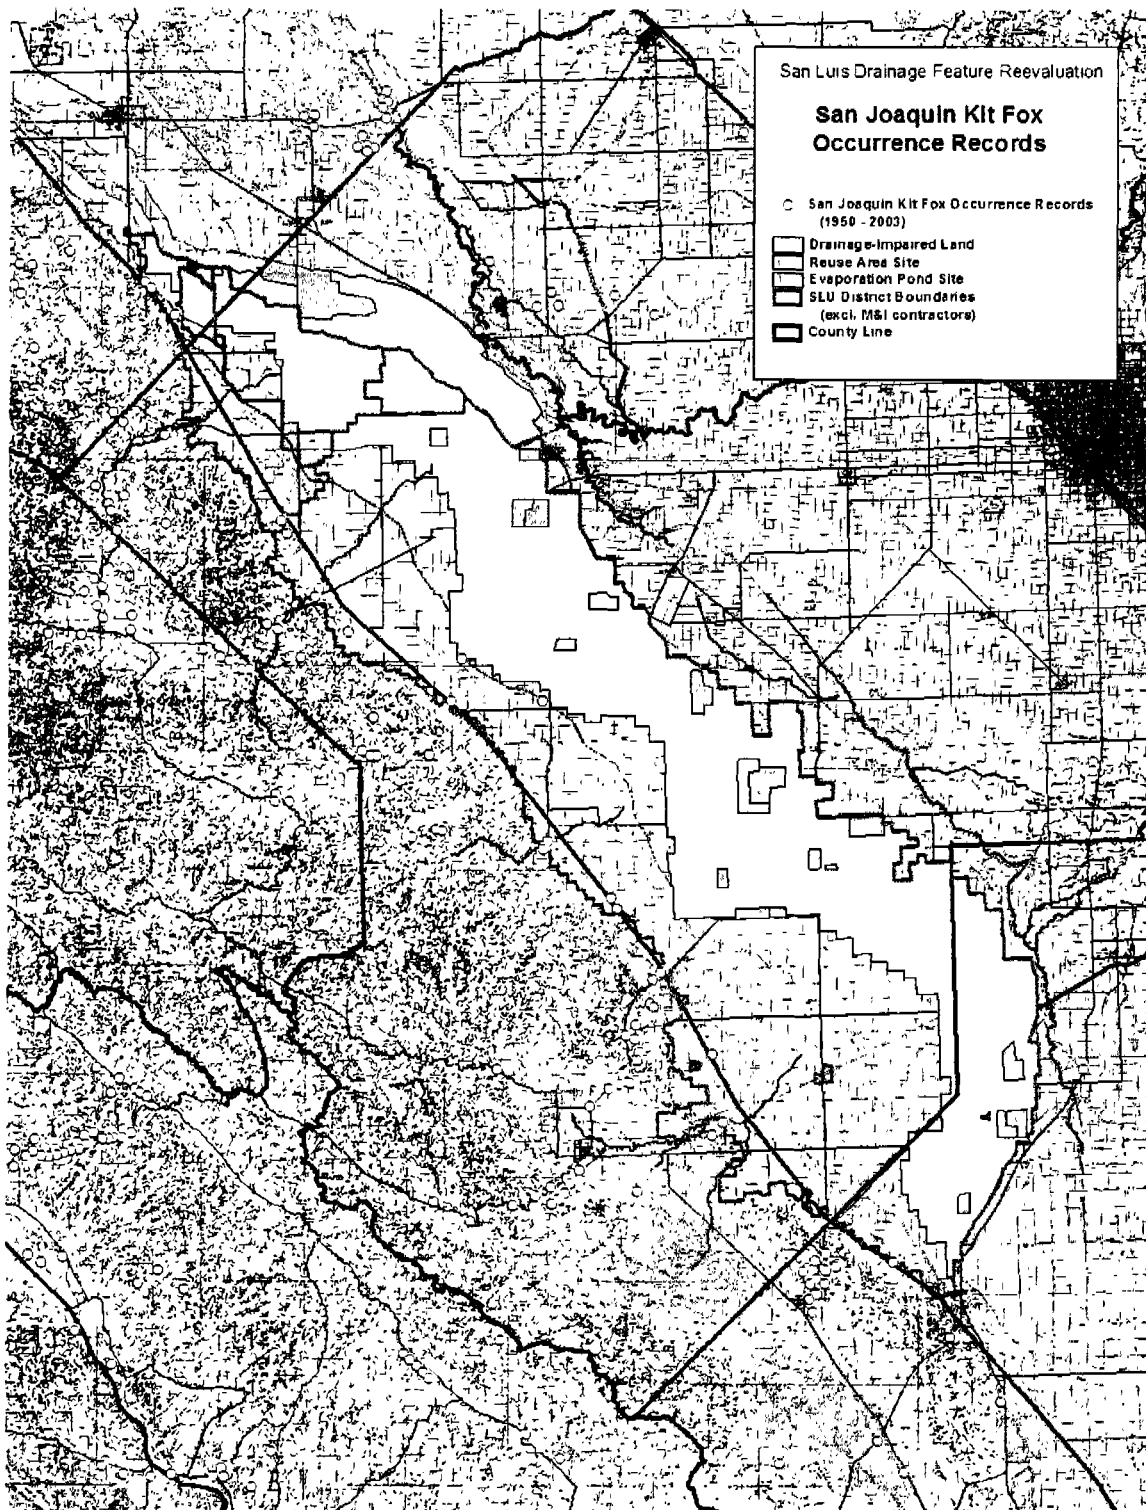 San Luis Drainage Feature Reevaluation
San Joaquin Kit Fox
Occurrence Records
San Joaquin Kit Fox Occurrence Records
(1950 - 2003)
Drainage-Impaired Land
Reuse Area Site
Evaporation Pond Site
SLU District Boundaries
(excl. M&I contractors)
County Line